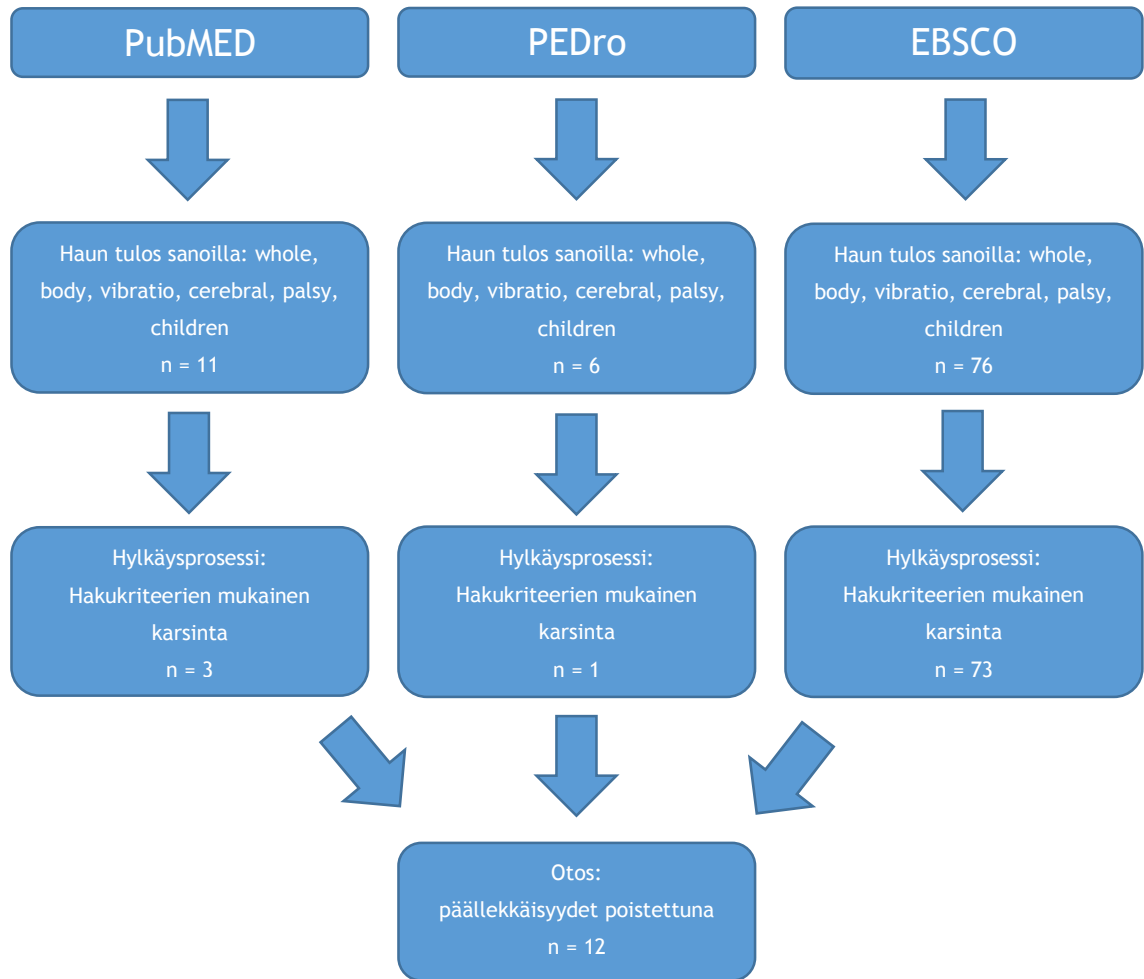 PubMED
PEDro
EBSCO
Haun tulos sanoilla: whole,
body, vibratio, cerebral, palsy,
children
n = 11
Haun tulos sanoilla: whole,
body, vibratio, cerebral, palsy,
children
n = 6
Haun tulos sanoilla: whole,
body, vibratio, cerebral, palsy,
children
n = 76
Hylkäysprosessi:
Hakukriteerien mukainen
karsinta
n = 3
Hylkäysprosessi:
Hakukriteerien mukainen
karsinta
n = 1
Hylkäysprosessi:
Hakukriteerien mukainen
karsinta
n = 73
Otos:
päällekkäisyydet poistettuna
n = 12